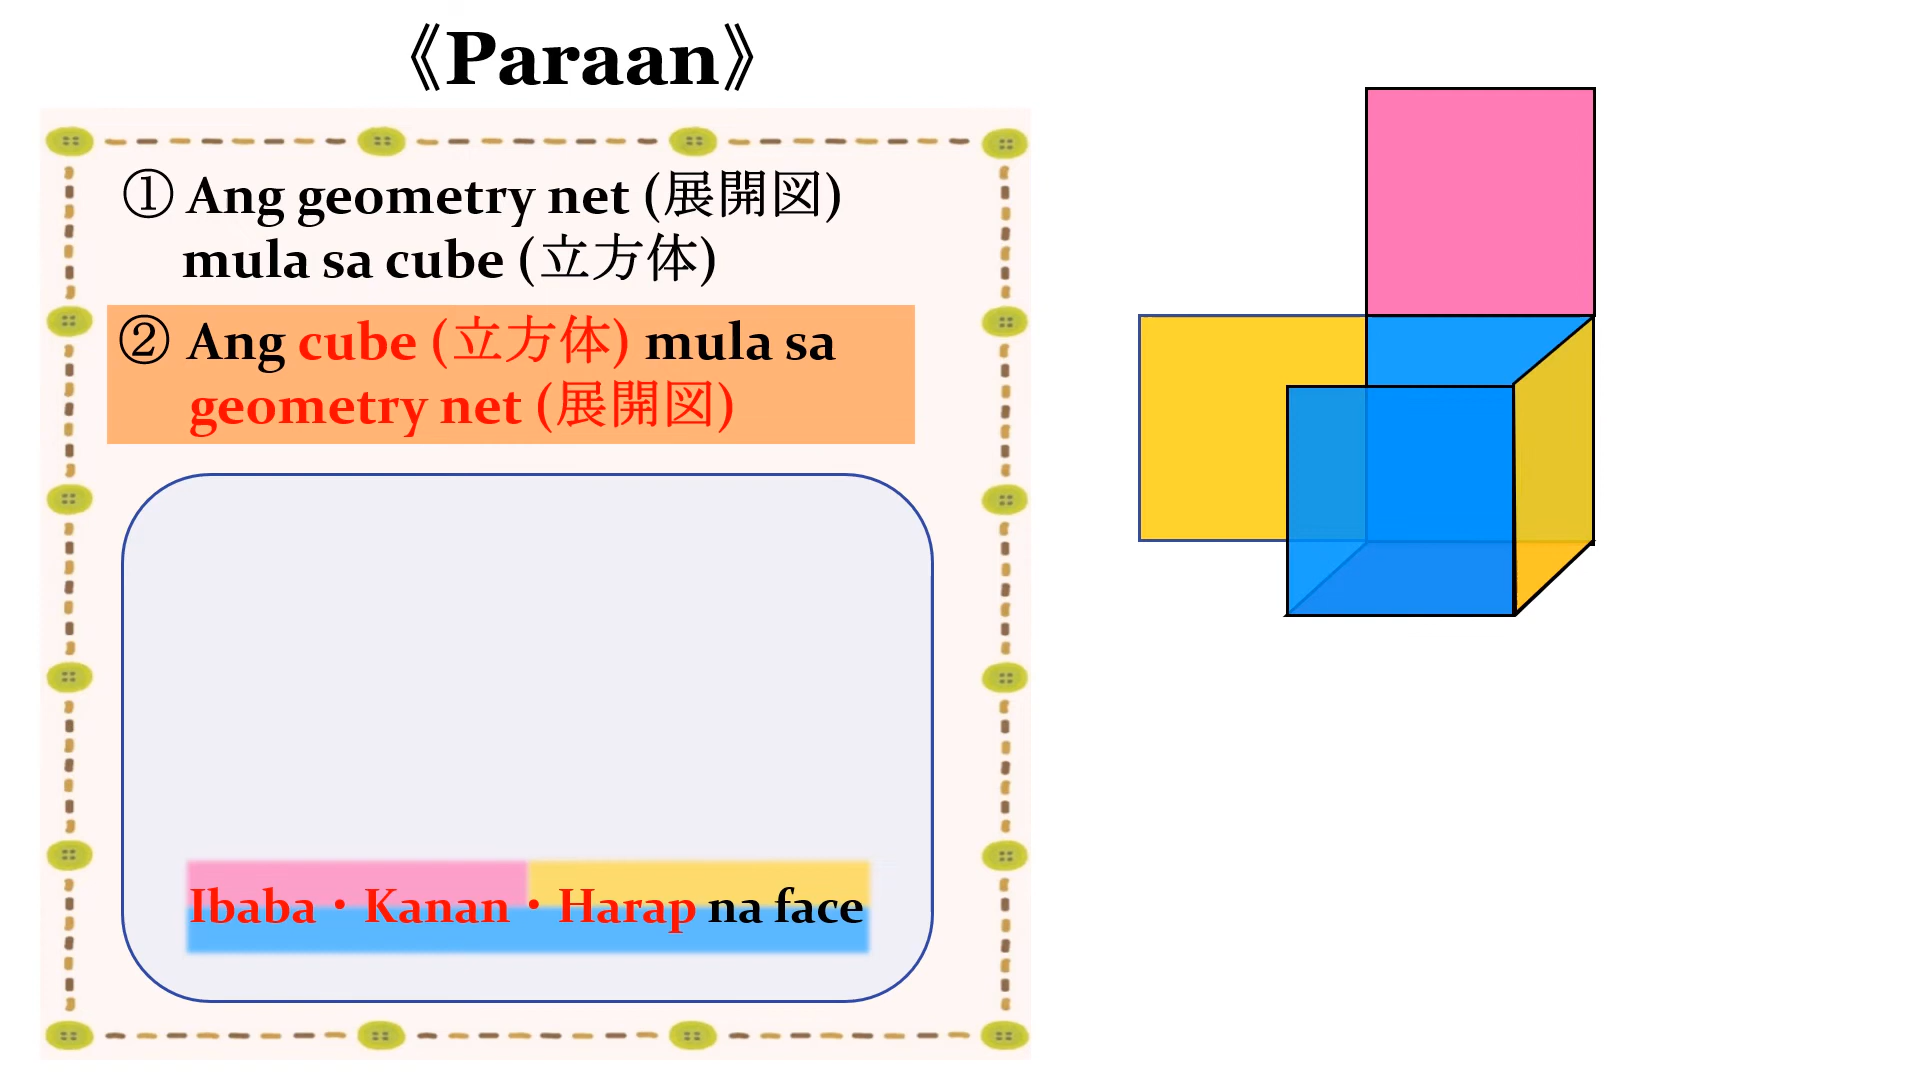 《Paraan》
① Ang geometry net (展開図)
mula sa cube (立方体)
② Ang cube (立方体) mula sa
geometry net (展開図)
Ibaba・Kanan・Harap na face